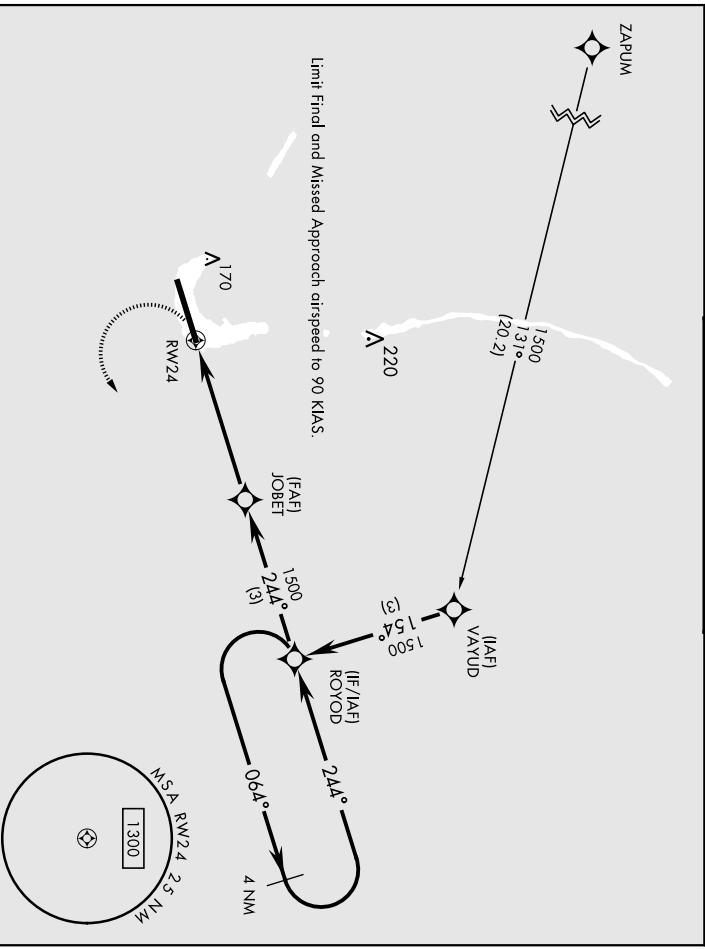 ZAPUM
1500
131°
(20.2)
(IAF)
VAYUD
1500
154°
(3)
(IF/IAF)
ROYOD
244°
064°
4 NM
1500
244°
(3)
(FAF)
JOBET
RW24
170
220
Limit Final and Missed Approach airspeed to 90 KIAS.
MSA RW24 25 NM
1300